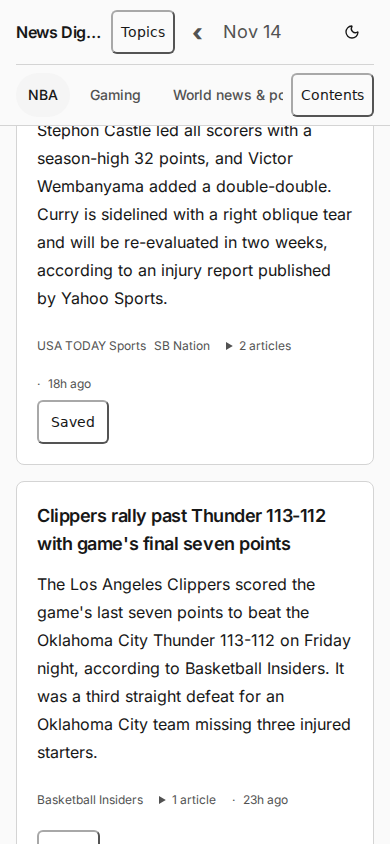 News Dig... Topics ‹ Nov 14
NBA Gaming World news & po Contents
Stephon Castle led all scorers with a
season-high 32 points, and Victor
Wembanyama added a double-double.
Curry is sidelined with a right oblique tear
and will be re-evaluated in two weeks,
according to an injury report published
by Yahoo Sports.
USA TODAY Sports SB Nation ▶ 2 articles
· 18h ago
Saved
Clippers rally past Thunder 113-112
with game's final seven points
The Los Angeles Clippers scored the
game's last seven points to beat the
Oklahoma City Thunder 113-112 on Friday
night, according to Basketball Insiders. It
was a third straight defeat for an
Oklahoma City team missing three injured
starters.
Basketball Insiders ▶ 1 article · 23h ago